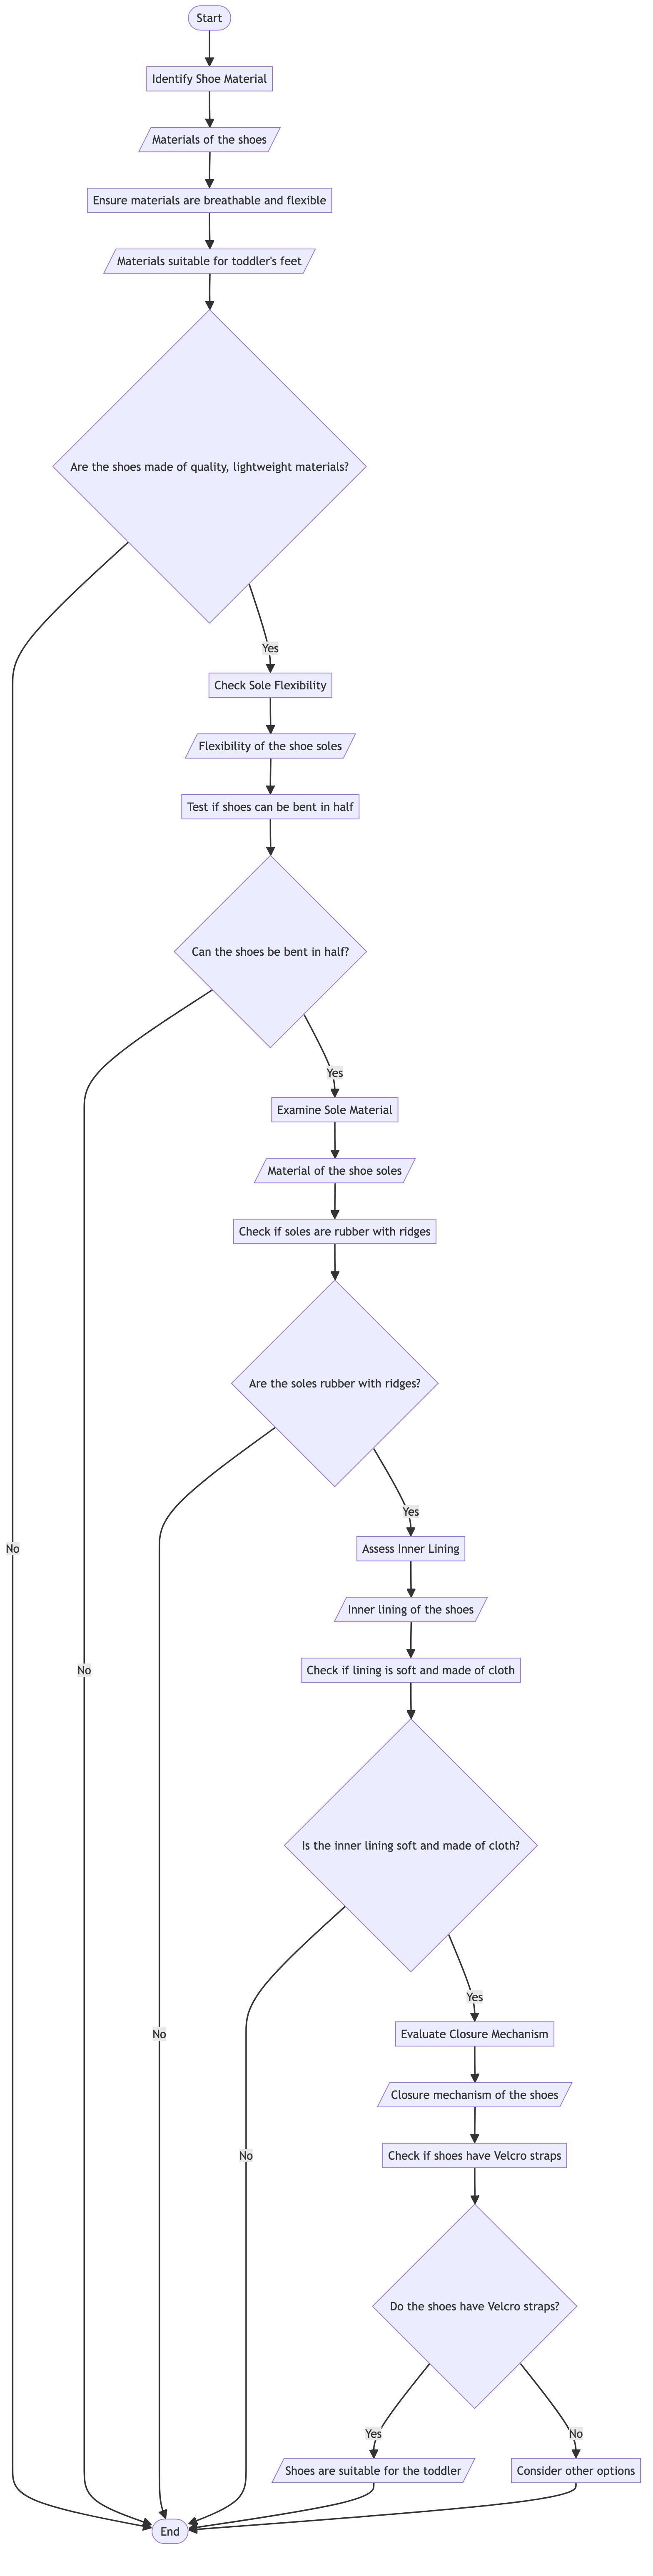 Start
Identify Shoe Material
Materials of the shoes
Ensure materials are breathable and flexible
Materials suitable for toddler's feet
Are the shoes made of quality, lightweight materials?
Yes
Check Sole Flexibility
Flexibility of the shoe soles
Test if shoes can be bent in half
Can the shoes be bent in half?
Yes
Examine Sole Material
Material of the shoe soles
Check if soles are rubber with ridges
Are the soles rubber with ridges?
Yes
No
Assess Inner Lining
Inner lining of the shoes
Check if lining is soft and made of cloth
No
Is the inner lining soft and made of cloth?
Yes
No
Evaluate Closure Mechanism
Closure mechanism of the shoes
No
Check if shoes have Velcro straps
Do the shoes have Velcro straps?
Yes
No
Shoes are suitable for the toddler
Consider other options
End